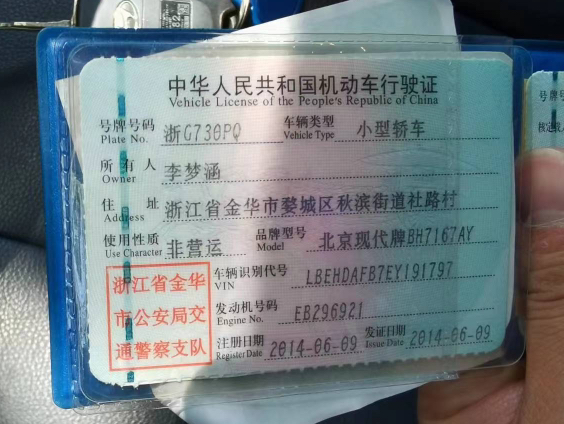 中华人民共和国机动车行驶证
Vehicle License of the People's Republic of China
号牌号码 浙G730PQ 车辆类型 小型轿车
Plate No. Vehicle Type
所有人 李梦涵
Owner
住址 浙江省金华市婺城区秋滨街道社路村
Address
使用性质 非营运 品牌型号 北京现代牌BH7167AY
Use Character Model
车辆识别代号 LBEHDAFB7EY191797
VIN
发动机号码 EB296921
Engine No.
注册日期 2014-06-09 发证日期 2014-06-09
Register Date Issue Date
浙江省金华
市公安局交
通警察支队
号牌号